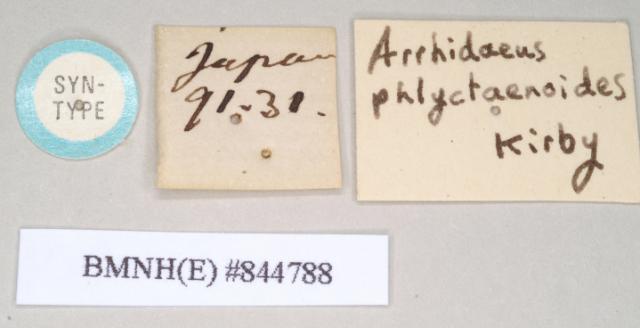 SYN-
TYPE
Japan
91.31.
Arrhidaeus
phlyctaenoides
Kirby
BMNH(E) #844788